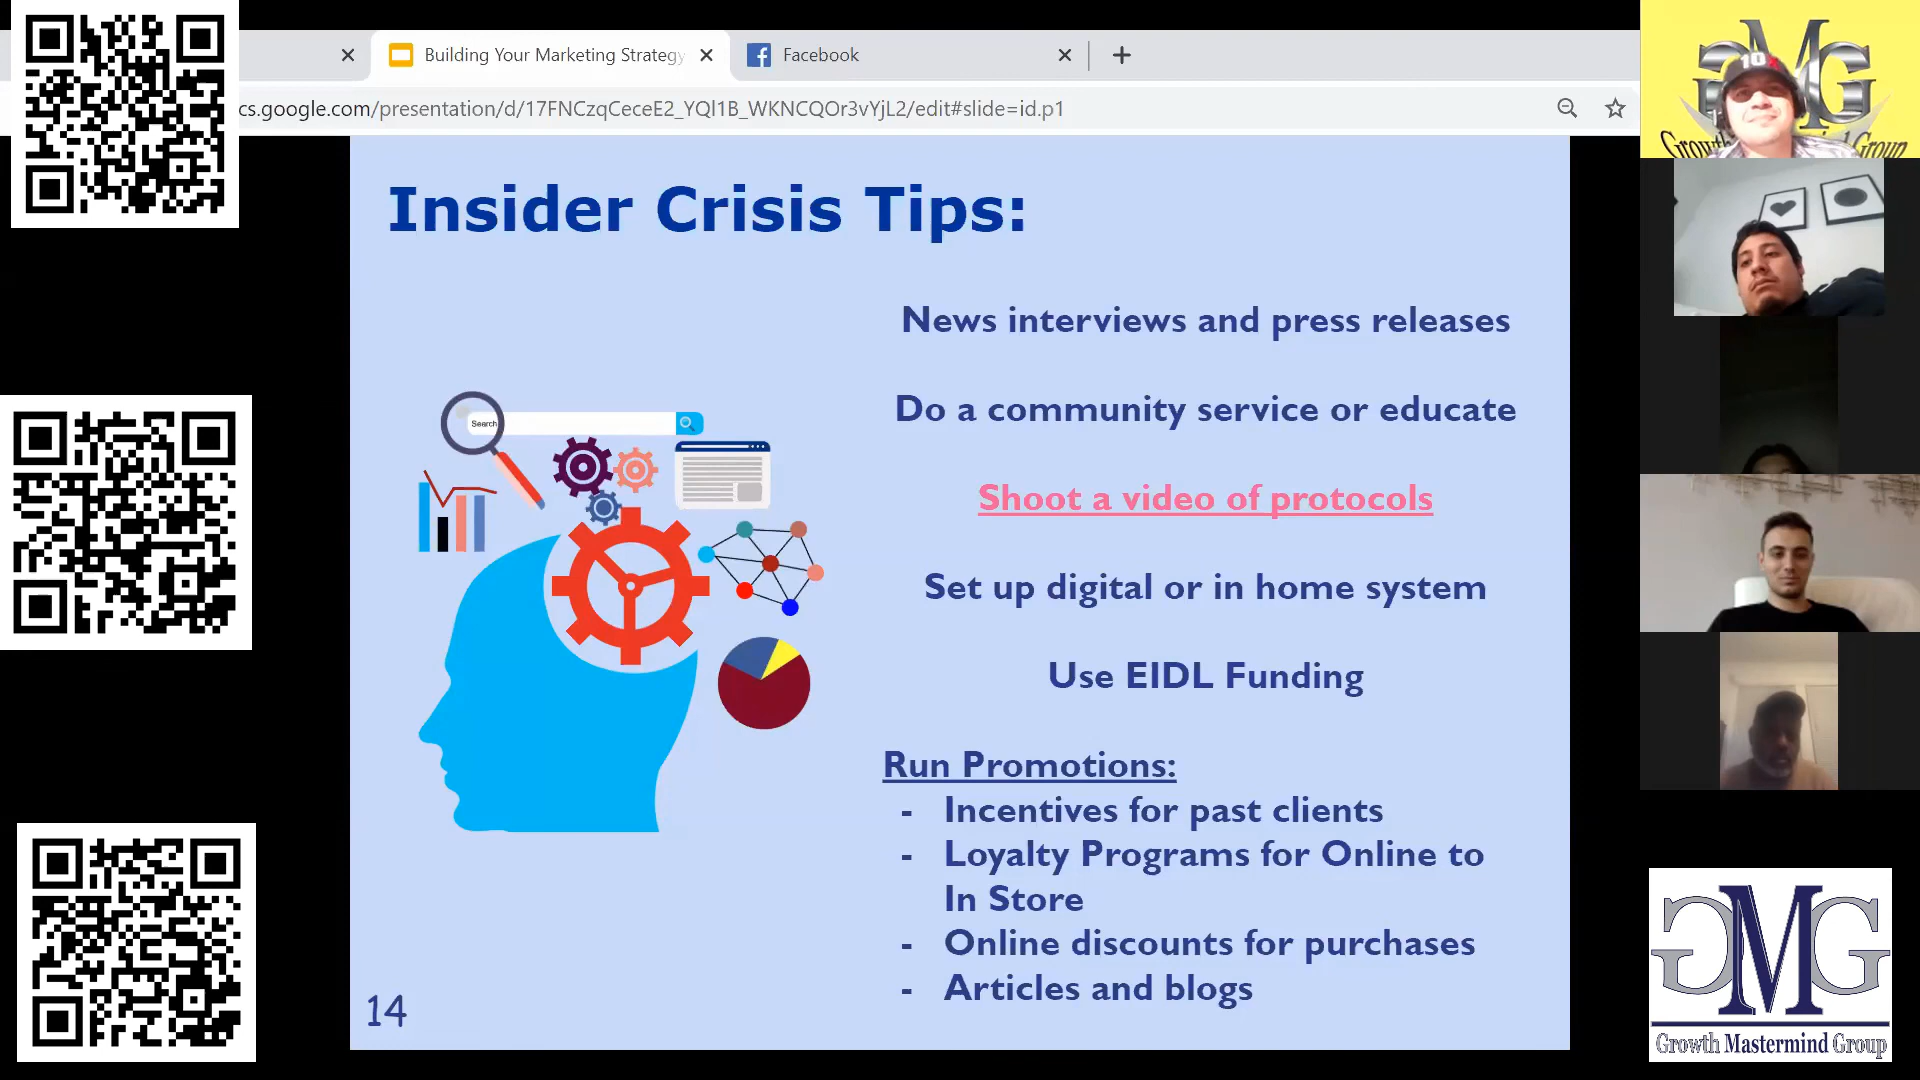 Building Your Marketing Strategy
Facebook
cs.google.com/presentation/d/17FNCzqCeceE2_YQl1B_WKNCQOr3vYjL2/edit#slide=id.p1
Insider Crisis Tips:
News interviews and press releases
Do a community service or educate
Shoot a video of protocols
Set up digital or in home system
Use EIDL Funding
Run Promotions:
- Incentives for past clients
- Loyalty Programs for Online to
In Store
- Online discounts for purchases
- Articles and blogs
Search
14
GMG
10X
GMG
Growth Mastermind Group